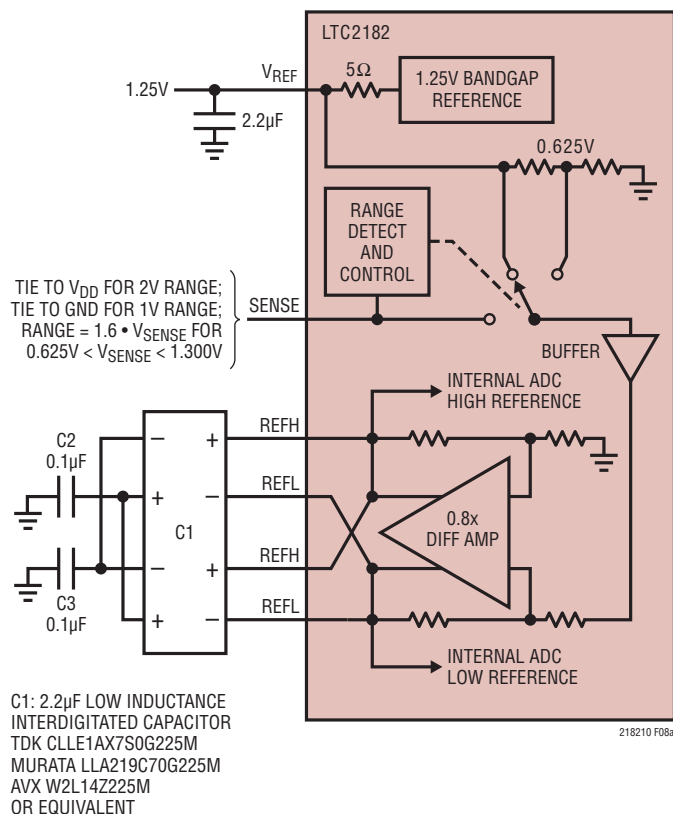 LTC2182
VREF
5Ω
1.25V BANDGAP
REFERENCE
1.25V
2.2µF
0.625V
RANGE
DETECT
AND
CONTROL
TIE TO VDD FOR 2V RANGE;
TIE TO GND FOR 1V RANGE;
RANGE = 1.6 • VSENSE FOR
0.625V < VSENSE < 1.300V
SENSE
BUFFER
INTERNAL ADC
HIGH REFERENCE
REFH
C2
0.1µF
REFL
0.8x
DIFF AMP
C1
REFH
C3
0.1µF
REFL
INTERNAL ADC
LOW REFERENCE
– +
+ –
– +
+ –
218210 F08a
C1: 2.2µF LOW INDUCTANCE
INTERDIGITATED CAPACITOR
TDK CLLE1AX7S0G225M
MURATA LLA219C70G225M
AVX W2L14Z225M
OR EQUIVALENT